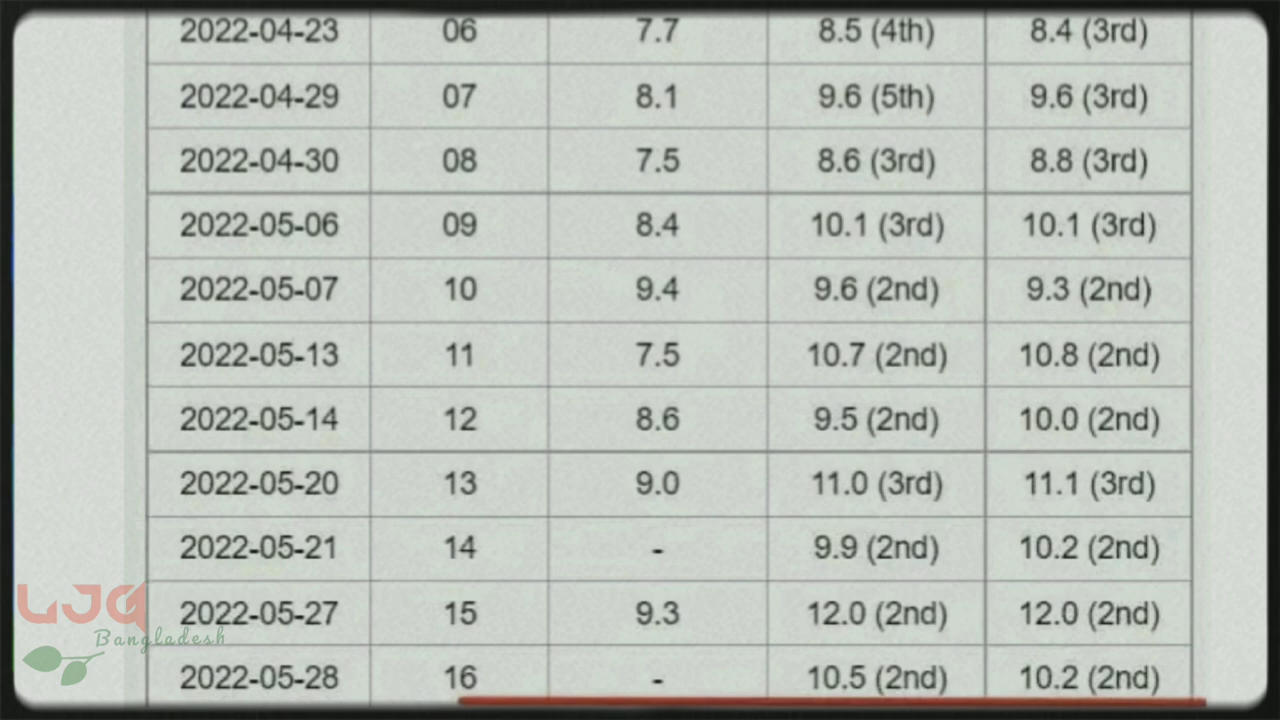 2022-04-23 06 7.7 8.5 (4th) 8.4 (3rd)
2022-04-29 07 8.1 9.6 (5th) 9.6 (3rd)
2022-04-30 08 7.5 8.6 (3rd) 8.8 (3rd)
2022-05-06 09 8.4 10.1 (3rd) 10.1 (3rd)
2022-05-07 10 9.4 9.6 (2nd) 9.3 (2nd)
2022-05-13 11 7.5 10.7 (2nd) 10.8 (2nd)
2022-05-14 12 8.6 9.5 (2nd) 10.0 (2nd)
2022-05-20 13 9.0 11.0 (3rd) 11.1 (3rd)
2022-05-21 14 - 9.9 (2nd) 10.2 (2nd)
2022-05-27 15 9.3 12.0 (2nd) 12.0 (2nd)
2022-05-28 16 - 10.5 (2nd) 10.2 (2nd)
Bangladesh